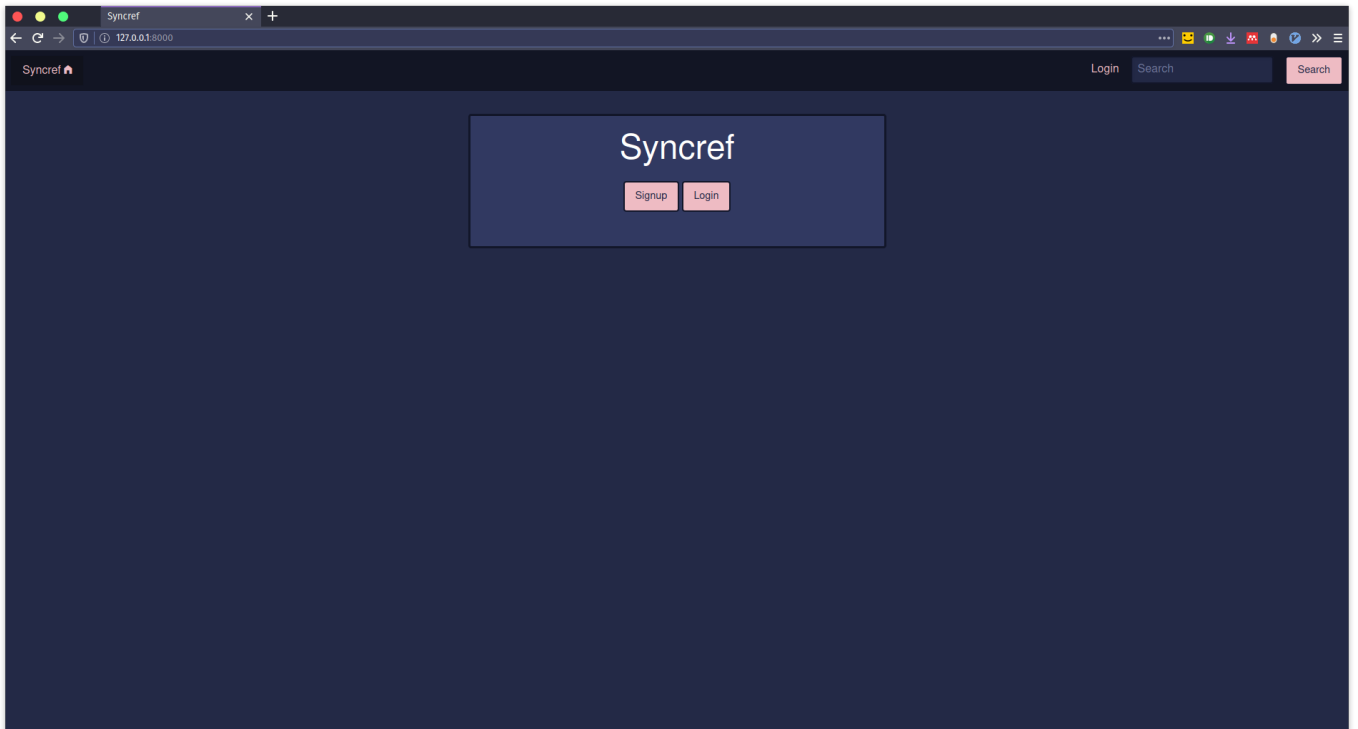 Syncref
127.0.0.1:8000
Syncref
Login Search Search
Syncref
Signup Login